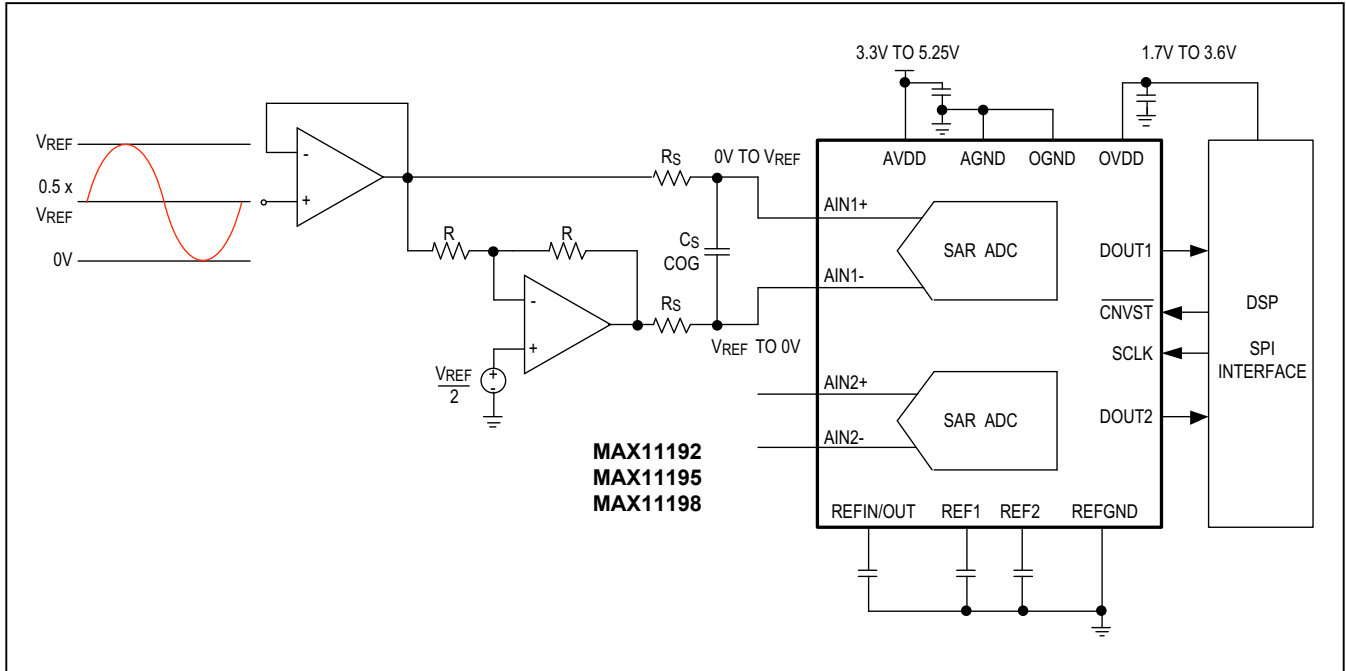 3.3V TO 5.25V
1.7V TO 3.6V
VREF
0.5 x
VREF
0V
-
+
RS
0V TO VREF
R
R
CS
COG
-
+
RS
VREF TO 0V
VREF
2
+
-
AVDD
AGND
OGND
OVDD
AIN1+
AIN1-
SAR ADC
AIN2+
AIN2-
SAR ADC
DOUT1
CNVST
SCLK
DOUT2
DSP
SPI
INTERFACE
MAX11192
MAX11195
MAX11198
REFIN/OUT
REF1
REF2
REFGND